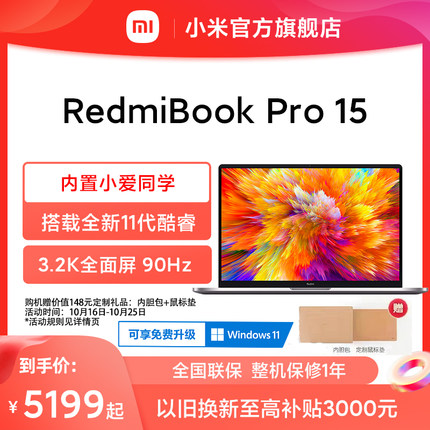 小米官方旗舰店
RedmiBook Pro 15
内置小爱同学
搭载全新11代酷睿
3.2K全面屏 90Hz
购机赠价值148元定制礼品：内胆包+鼠标垫
活动时间：10月16日-10月25日
*活动规则见详情页
可享免费升级 Windows 11
赠
内胆包 定制鼠标垫
到手价：
¥5199起
全国联保 整机保修1年
以旧换新至高补贴3000元